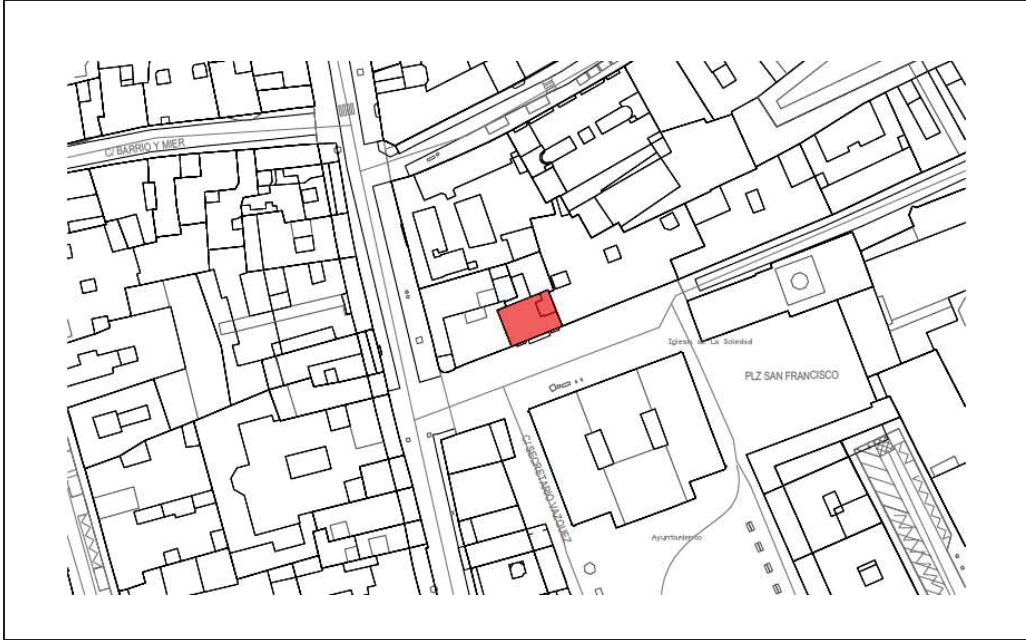 C/ BARRIO Y MIER
Iglesia de La Soledad
PLZ SAN FRANCISCO
C/ SECRETARIO VAZQUEZ
Ayuntamiento